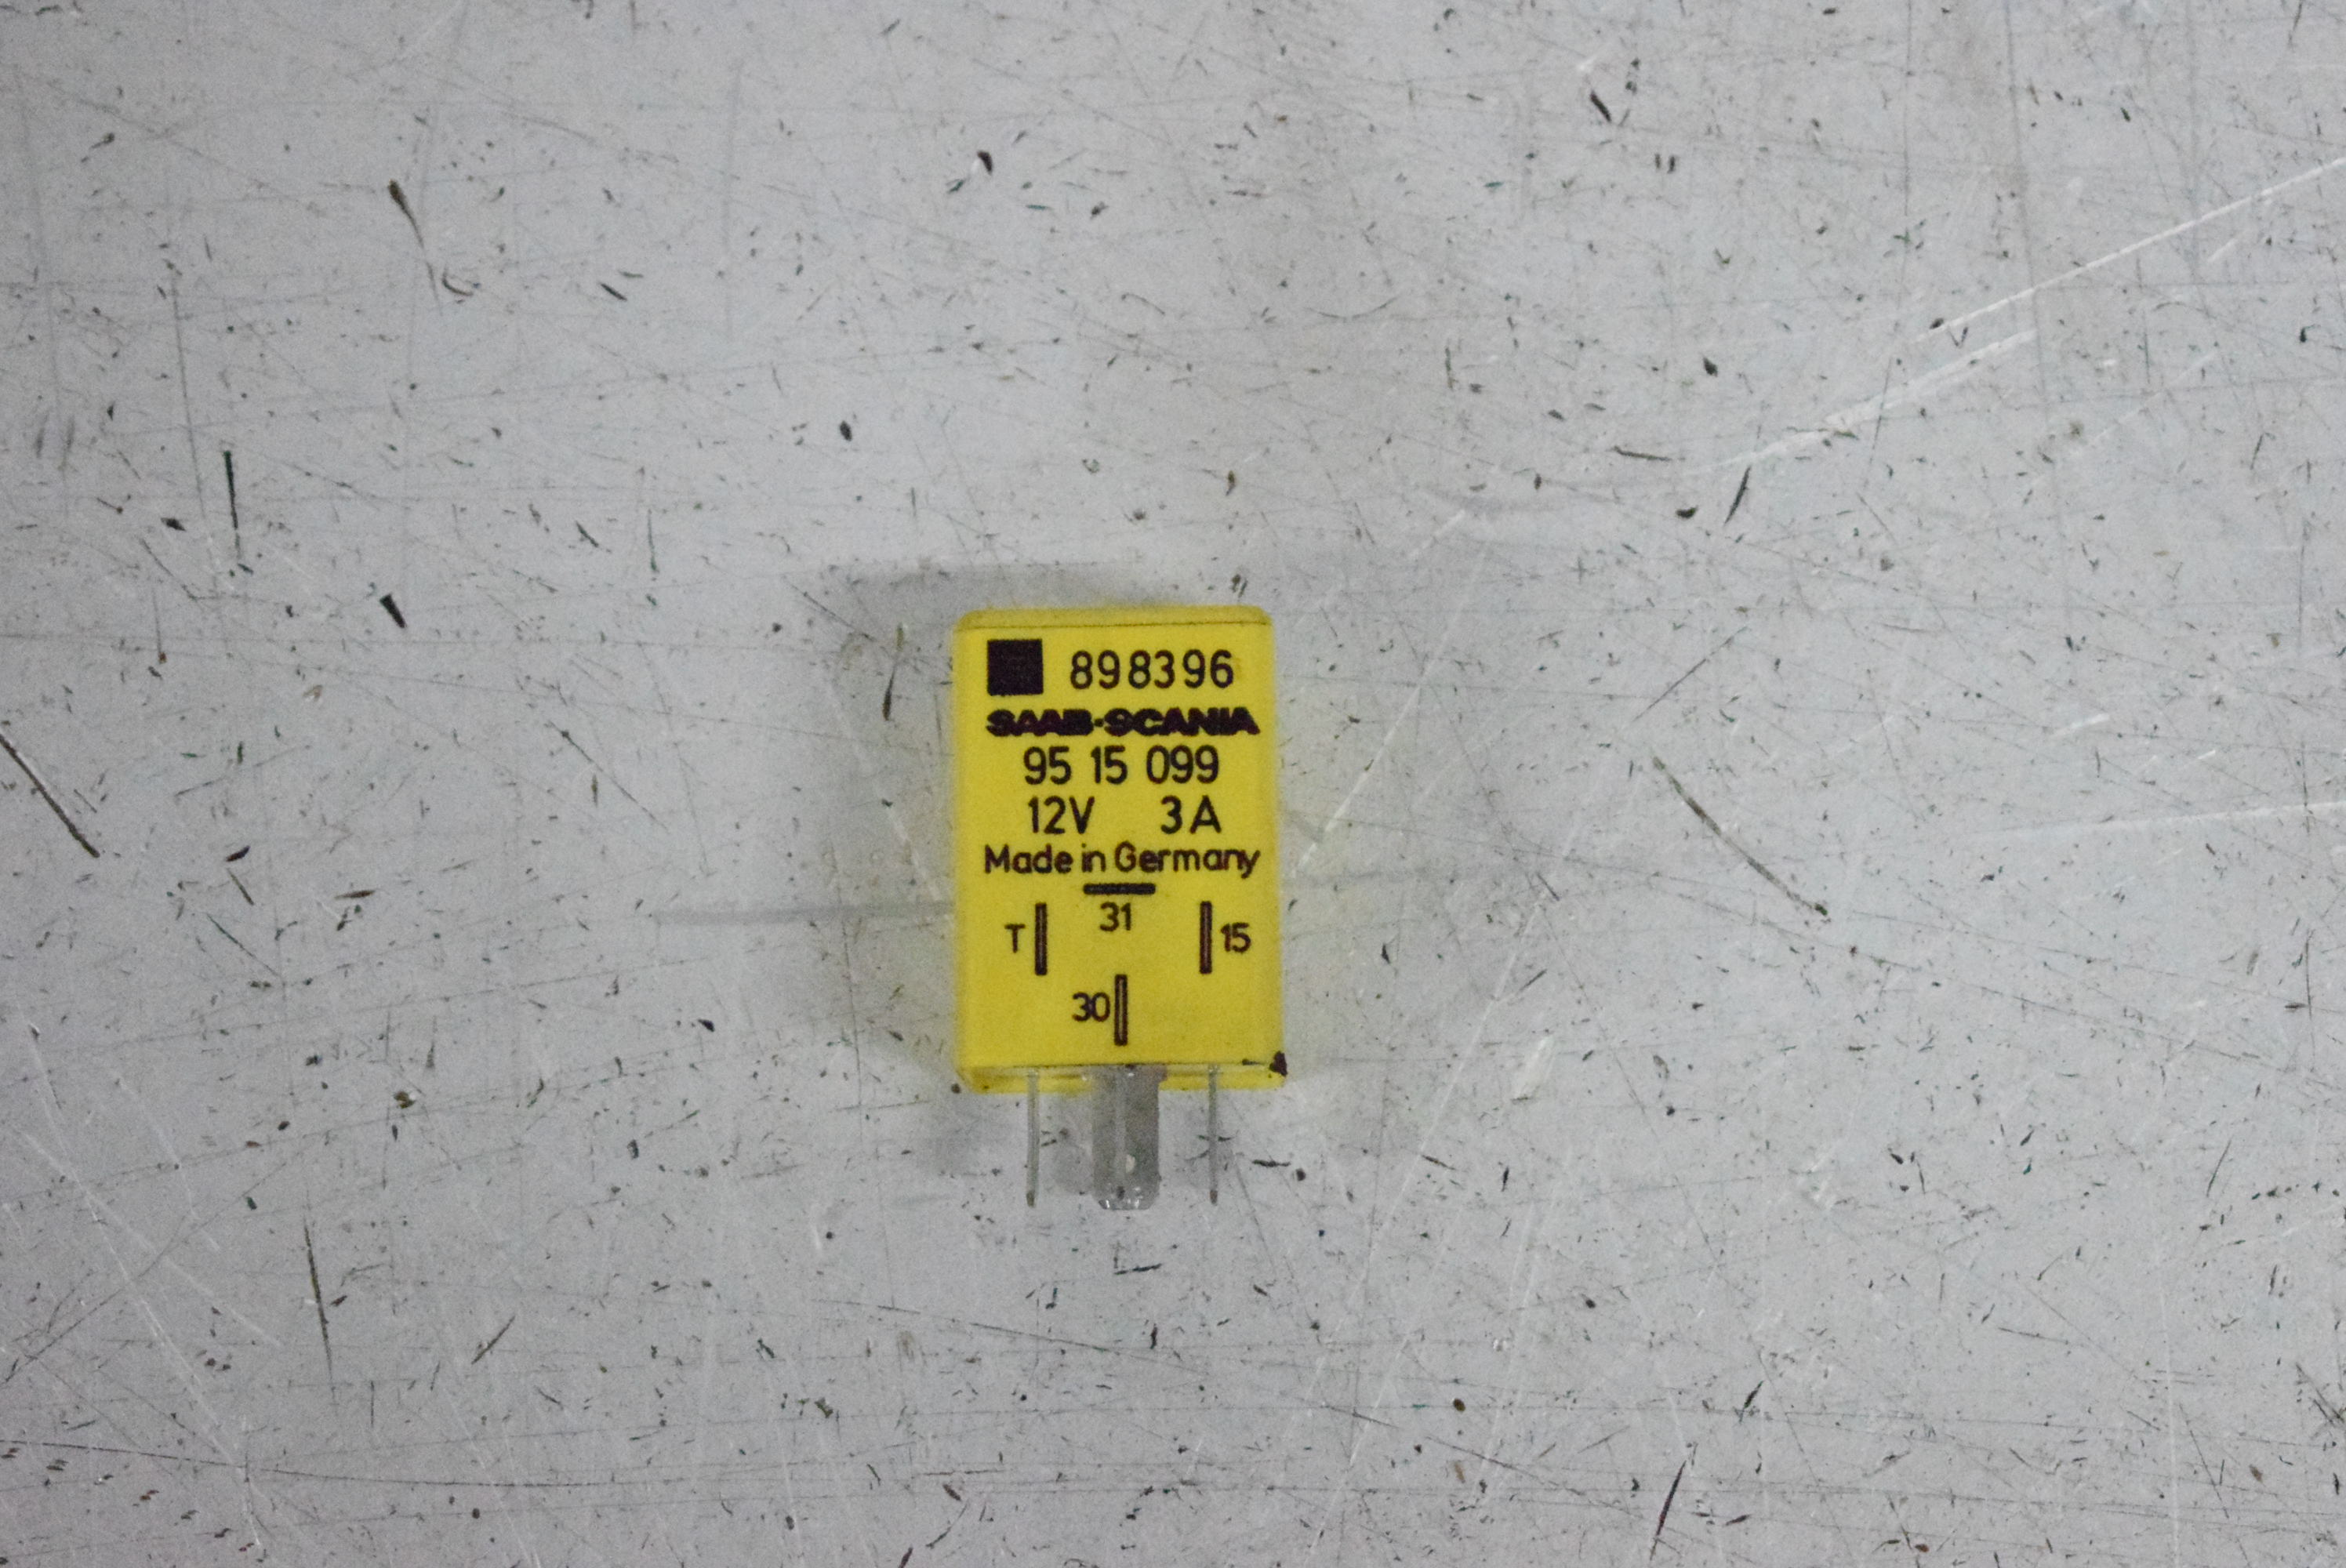 898396
SAAB-SCANIA
95 15 099
12V 3A
Made in Germany
31
T 15
30